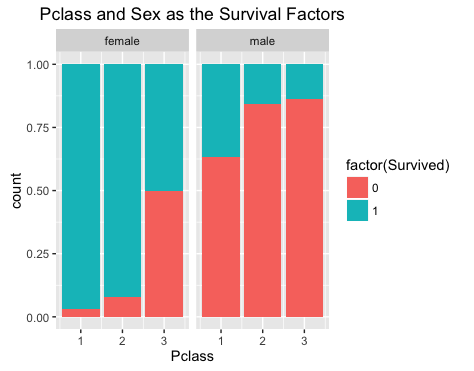 Pclass and Sex as the Survival Factors
female male
1.00
0.75
0.50
0.25
0.00
count
1 2 3 1 2 3
Pclass
factor(Survived)
0
1